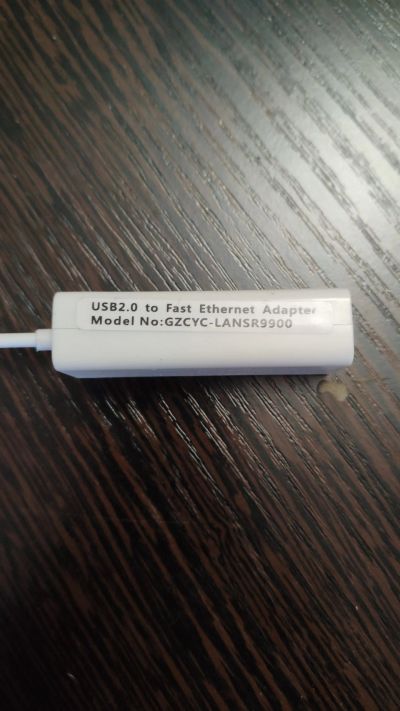 USB2.0 to Fast Ethernet Adapter
Model No:GZCYC-LANSR9900